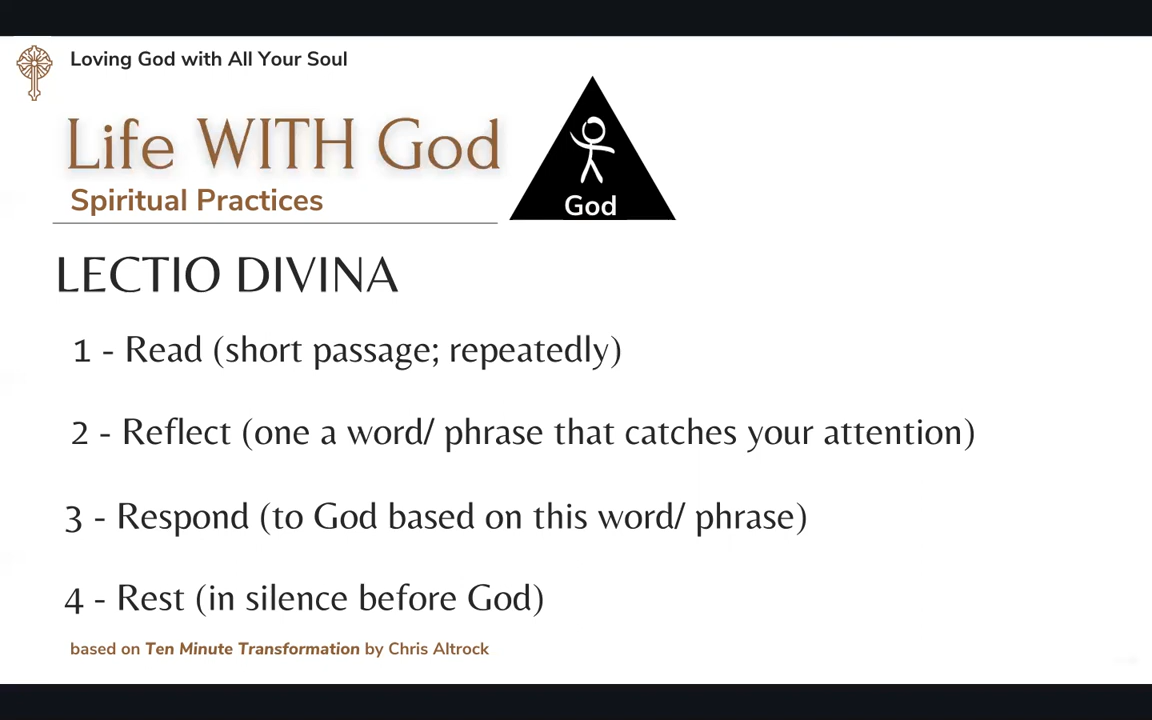 Loving God with All Your Soul
Life WITH God
Spiritual Practices
God
LECTIO DIVINA
1 - Read (short passage; repeatedly)
2 - Reflect (one a word/ phrase that catches your attention)
3 - Respond (to God based on this word/ phrase)
4 - Rest (in silence before God)
based on Ten Minute Transformation by Chris Altrock